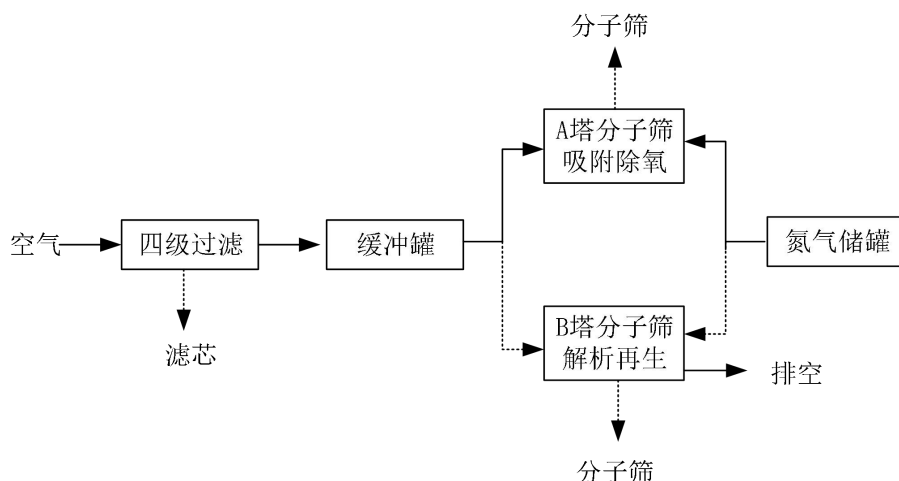 分子筛
A塔分子筛
吸附除氧
空气
四级过滤
缓冲罐
氮气储罐
滤芯
B塔分子筛
解析再生
排空
分子筛